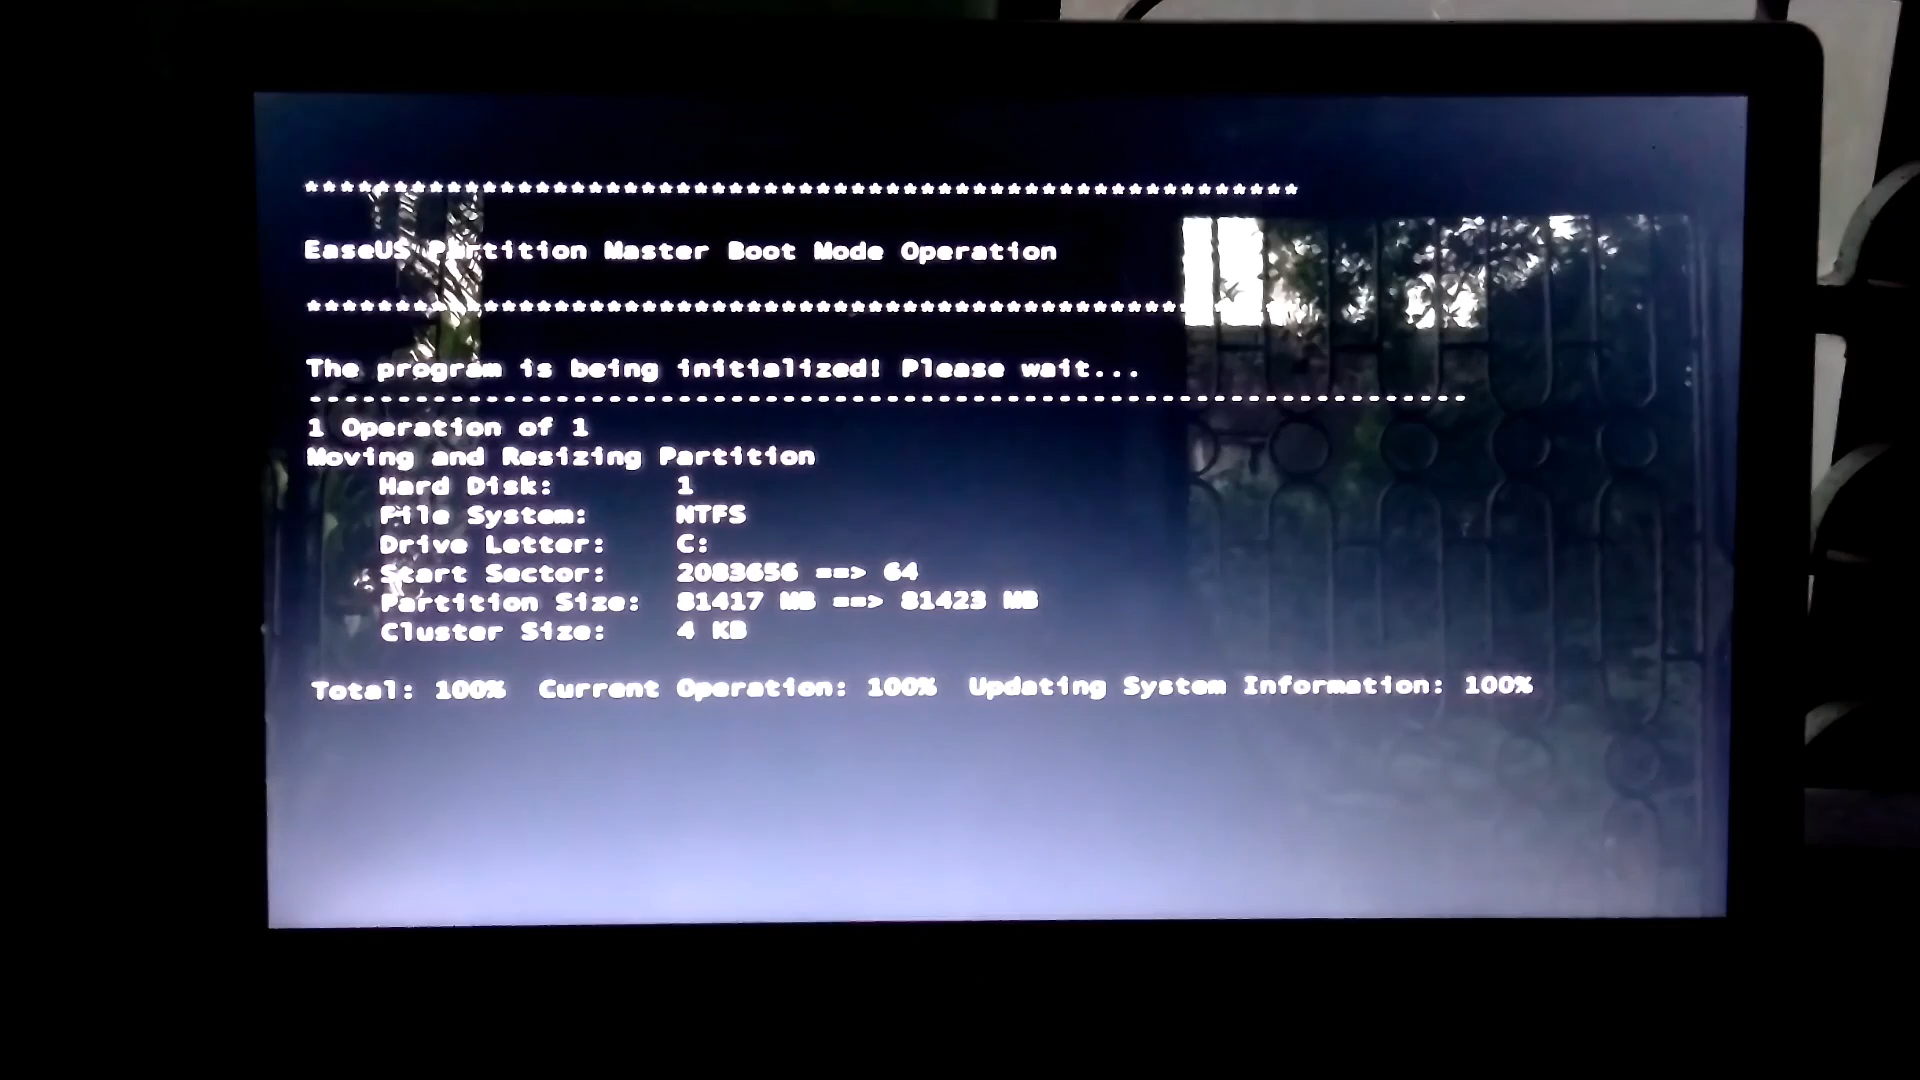 ********************************************************
EaseUS Partition Master Boot Mode Operation
********************************************************
The program is being initialized! Please wait...
-----------------------------------------------------------------
1 Operation of 1
Moving and Resizing Partition
Hard Disk: 1
File System: NTFS
Drive Letter: C:
Start Sector: 2083656 ==> 64
Partition Size: 81417 MB ==> 81423 MB
Cluster Size: 4 KB
Total: 100% Current Operation: 100% Updating System Information: 100%